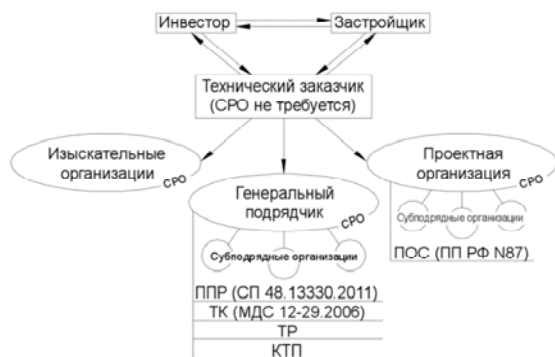 Инвестор
Застройщик
Технический заказчик
(СРО не требуется)
Изыскательные
организации
СРО
Генеральный
подрядчик
СРО
Проектная
организация
СРО
Субподрядные организации
Субподрядные организации
ПОС (ПП РФ N87)
ППР (СП 48.13330.2011)
ТК (МДС 12-29.2006)
ТР
КТП